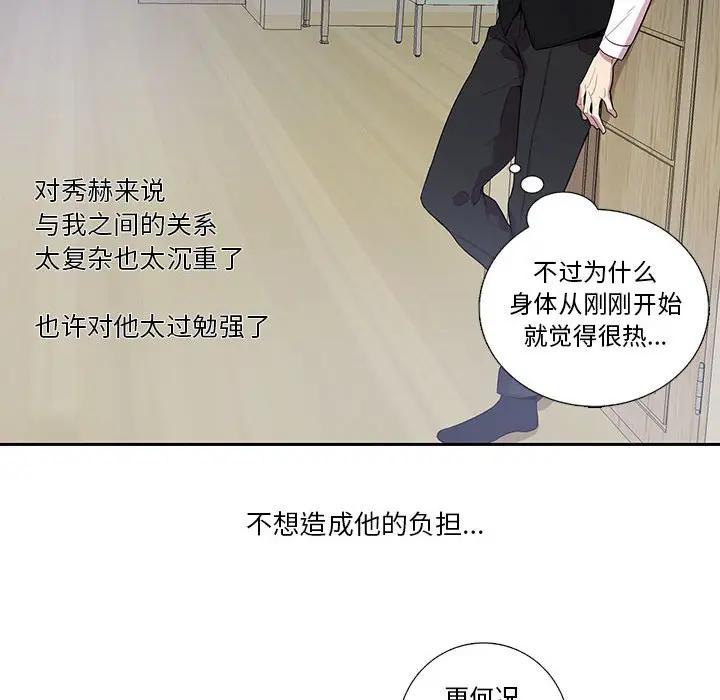 对秀赫来说
与我之间的关系
太复杂也太沉重了
也许对他太过勉强了
不过为什么
身体从刚刚开始
就觉得很热...
不想造成他的负担...
更何况